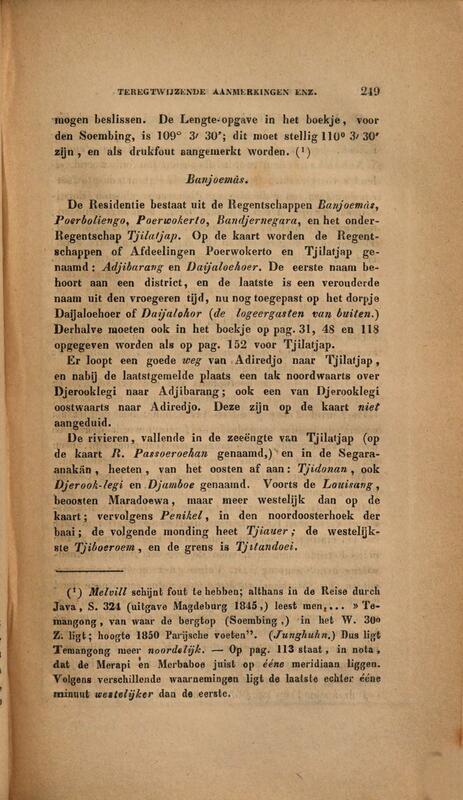 TEREGTWIJZENDE AANMERKINGEN ENZ. 249
mogen beslissen. De Lengte-opgave in het boekje, voor
den Soembing, is 109° 3′ 30″; dit moet stellig 110° 3′ 30″
zijn, en als drukfout aangemerkt worden. (¹)
Banjoemâs.
De Residentie bestaat uit de Regentschappen Banjoemâs,
Poerboliengo, Poerwokerto, Bandjernegara, en het onder-
Regentschap Tjilatjap. Op de kaart worden de Regent-
schappen of Afdeelingen Poerwokerto en Tjilatjap ge-
naamd: Adjibarang en Daijaloehoer. De eerste naam be-
hoort aan een district, en de laatste is een verouderde
naam uit den vroegeren tijd, nu nog toegepast op het dorpje
Daijaloehoer of Daijalohor (de logeergasten van buiten.)
Derhalve moeten ook in het boekje op pag. 31, 48 en 118
opgegeven worden als op pag. 152 voor Tjilatjap.
Er loopt een goede weg van Adiredjo naar Tjilatjap,
en nabij de laatstgemelde plaats een tak noordwaarts over
Djerooklegi naar Adjibarang; ook een van Djerooklegi
oostwaarts naar Adiredjo. Deze zijn op de kaart niet
aangeduid.
De rivieren, vallende in de zeeëngte van Tjilatjap (op
de kaart R. Passoeroehan genaamd,) en in de Segara-
anakân, heeten, van het oosten af aan: Tjidonan, ook
Djerook-legi en Djamboe genaamd. Voorts de Louisang,
beoosten Maradoewa, maar meer westelijk dan op de
kaart; vervolgens Penikel, in den noordoosterhoek der
baai; de volgende monding heet Tjiauer; de westelijk-
ste Tjiboeroem, en de grens is Tjitandoei.
(¹) Melvill schijnt fout te hebben; althans in de Reise durch
Java, S. 324 (uitgave Magdeburg 1845,) leest men,... » Te-
mangong, van waar de bergtop (Soembing,) in het W. 30°
Z. ligt; hoogte 1850 Parijsche voeten". (Junghuhn.) Dus ligt
Temangong meer noordelijk. — Op pag. 113 staat, in nota,
dat de Merapi en Merbaboe juist op ééne meridiaan liggen.
Volgens verschillende waarnemingen ligt de laatste echter ééne
minuut westelijker dan de eerste.